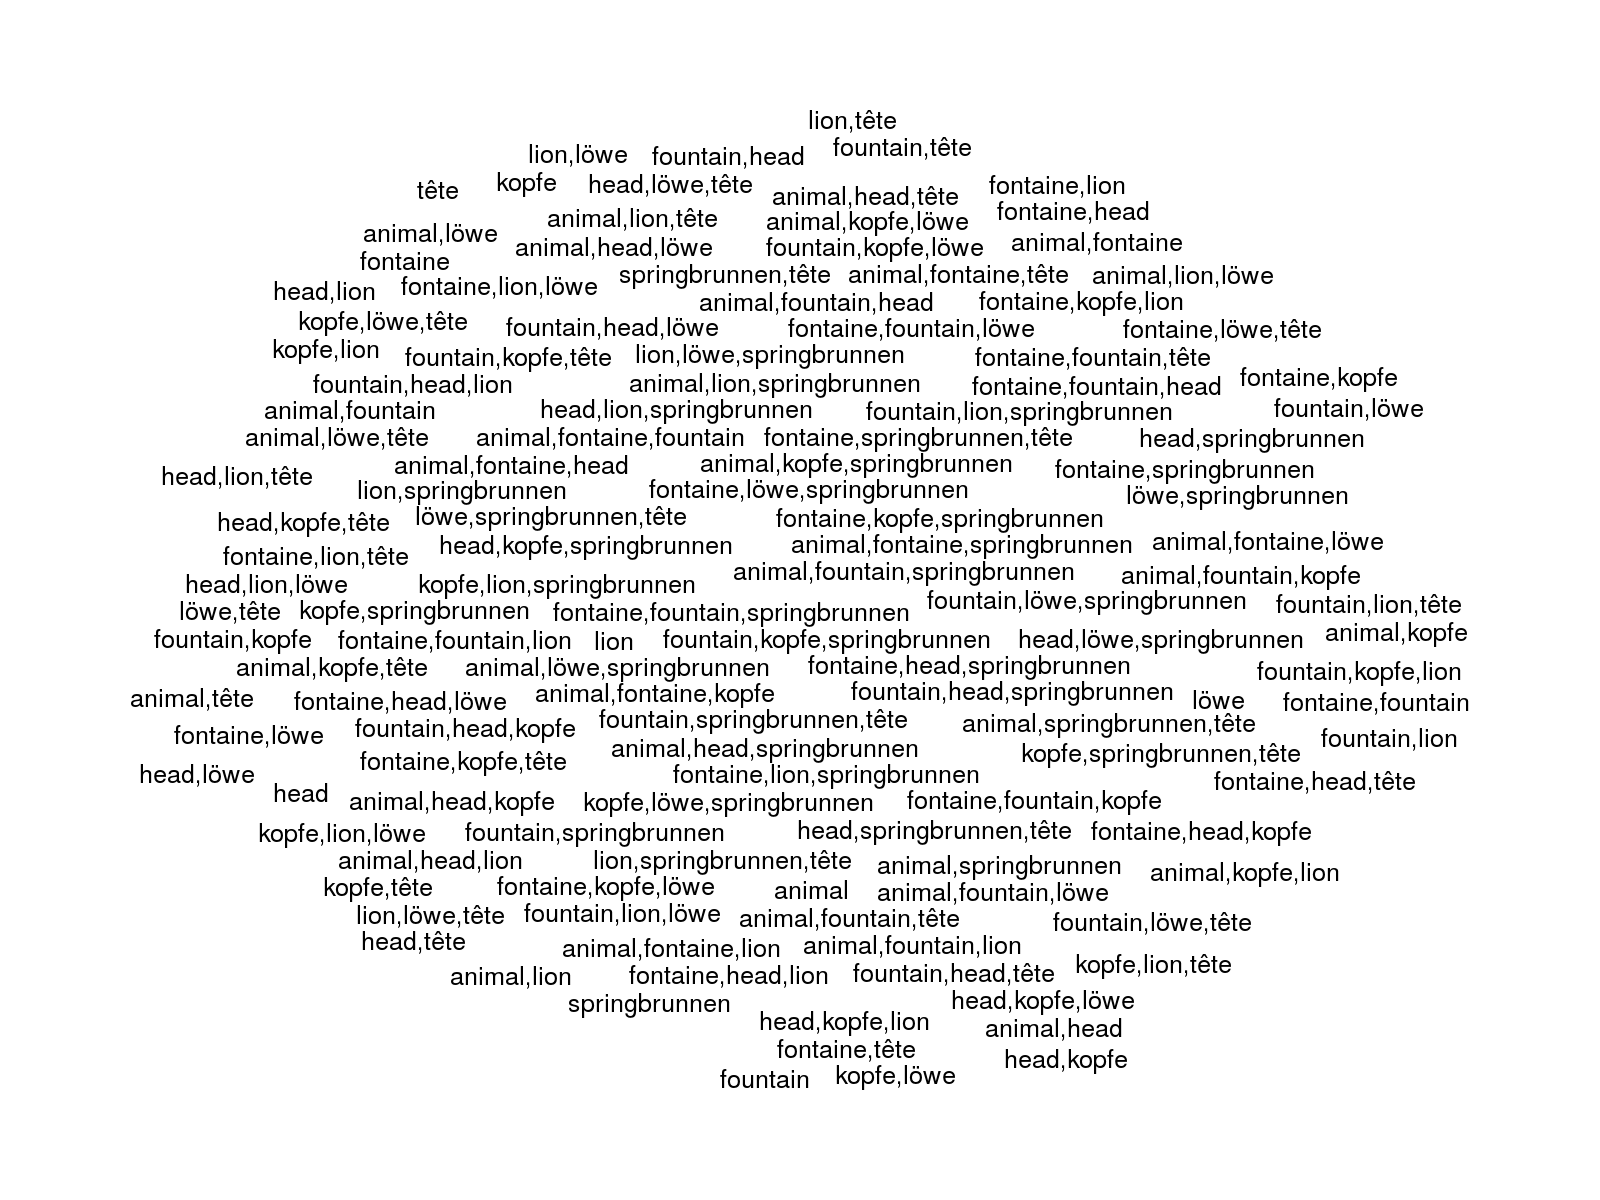 lion,tête
fountain,tête
lion,löwe fountain,head
tête kopfe head,löwe,tête animal,head,tête fontaine,lion
animal,lion,tête animal,kopfe,löwe fontaine,head
animal,löwe animal,head,löwe fountain,kopfe,löwe animal,fontaine
fontaine springbrunnen,tête animal,fontaine,tête animal,lion,löwe
head,lion fontaine,lion,löwe animal,fountain,head fontaine,kopfe,lion
kopfe,löwe,tête fountain,head,löwe fontaine,fountain,löwe fontaine,löwe,tête
kopfe,lion fountain,kopfe,tête lion,löwe,springbrunnen fontaine,fountain,tête
fountain,head,lion animal,lion,springbrunnen fontaine,fountain,head fontaine,kopfe
animal,fountain head,lion,springbrunnen fountain,lion,springbrunnen fountain,löwe
animal,löwe,tête animal,fontaine,fountain fontaine,springbrunnen,tête head,springbrunnen
head,lion,tête animal,fontaine,head animal,kopfe,springbrunnen fontaine,springbrunnen
lion,springbrunnen fontaine,löwe,springbrunnen löwe,springbrunnen
head,kopfe,tête löwe,springbrunnen,tête fontaine,kopfe,springbrunnen
fontaine,lion,tête head,kopfe,springbrunnen animal,fontaine,springbrunnen animal,fontaine,löwe
head,lion,löwe kopfe,lion,springbrunnen animal,fountain,springbrunnen animal,fountain,kopfe
löwe,tête kopfe,springbrunnen fontaine,fountain,springbrunnen fountain,löwe,springbrunnen fountain,lion,tête
fountain,kopfe fontaine,fountain,lion lion fountain,kopfe,springbrunnen head,löwe,springbrunnen animal,kopfe
animal,kopfe,tête animal,löwe,springbrunnen fontaine,head,springbrunnen fountain,kopfe,lion
animal,tête fontaine,head,löwe animal,fontaine,kopfe fountain,head,springbrunnen löwe fontaine,fountain
fontaine,löwe fountain,head,kopfe fountain,springbrunnen,tête animal,springbrunnen,tête fountain,lion
fontaine,kopfe,tête animal,head,springbrunnen kopfe,springbrunnen,tête
head,löwe fontaine,lion,springbrunnen fontaine,head,tête
head animal,head,kopfe kopfe,löwe,springbrunnen fontaine,fountain,kopfe
kopfe,lion,löwe fountain,springbrunnen head,springbrunnen,tête fontaine,head,kopfe
animal,head,lion lion,springbrunnen,tête animal,springbrunnen animal,kopfe,lion
kopfe,tête fontaine,kopfe,löwe animal animal,fountain,löwe
lion,löwe,tête fountain,lion,löwe animal,fountain,tête fountain,löwe,tête
head,tête animal,fontaine,lion animal,fountain,lion
animal,lion fontaine,head,lion fountain,head,tête kopfe,lion,tête
springbrunnen head,kopfe,löwe
head,kopfe,lion animal,head
fontaine,tête head,kopfe
fountain kopfe,löwe